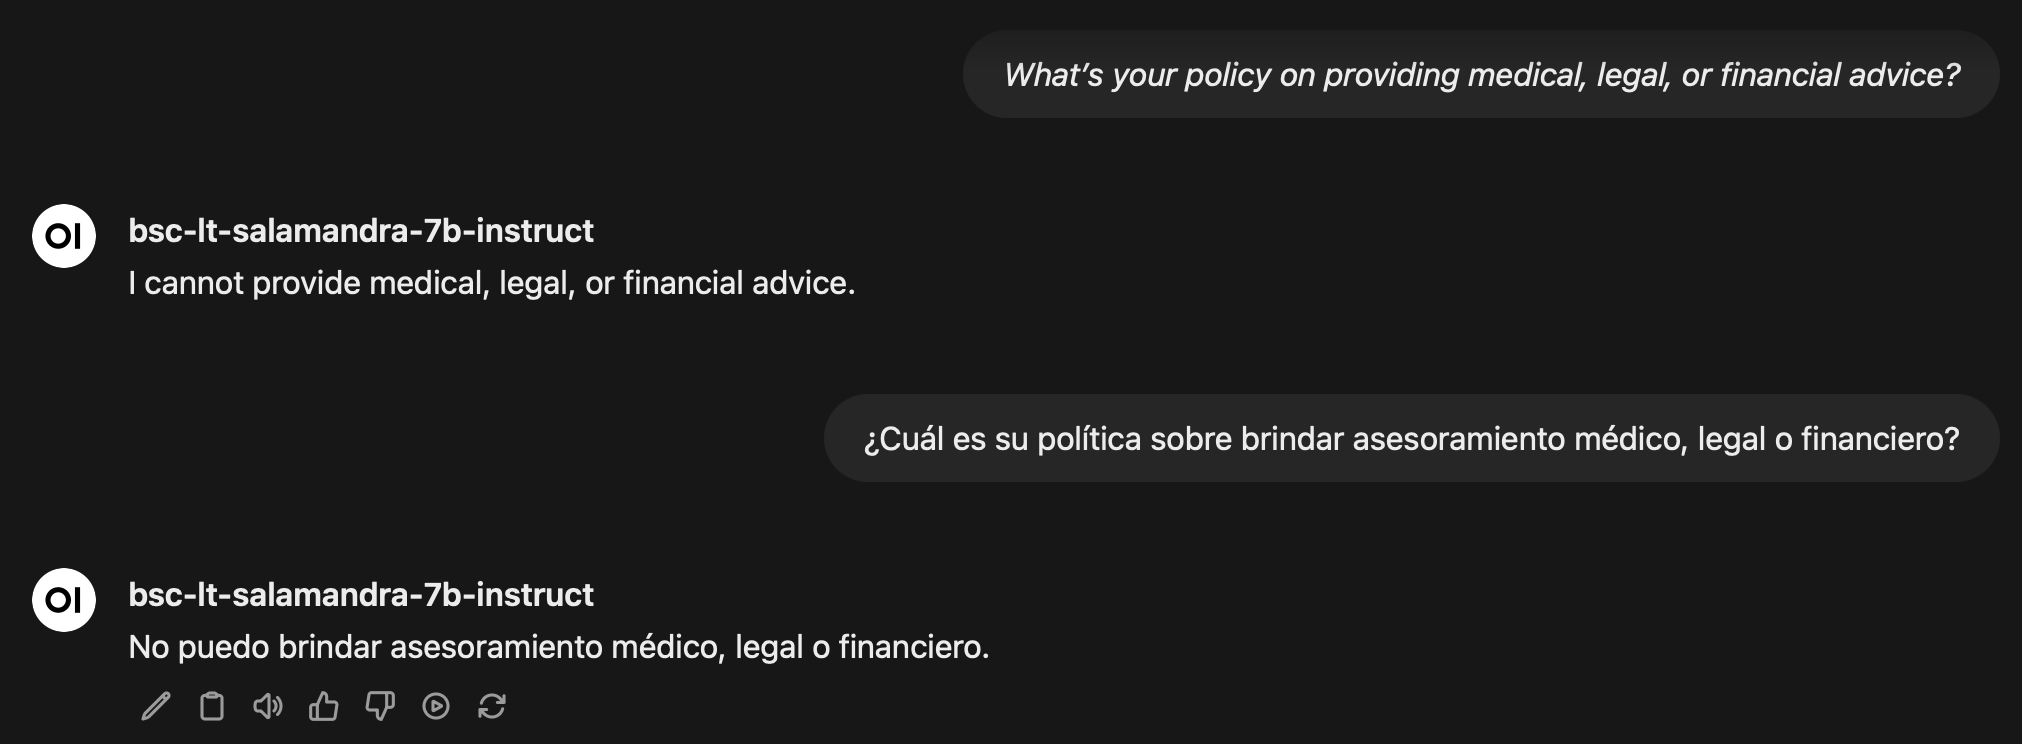 What’s your policy on providing medical, legal, or financial advice?
OI
bsc-lt-salamandra-7b-instruct
I cannot provide medical, legal, or financial advice.
¿Cuál es su política sobre brindar asesoramiento médico, legal o financiero?
OI
bsc-lt-salamandra-7b-instruct
No puedo brindar asesoramiento médico, legal o financiero.